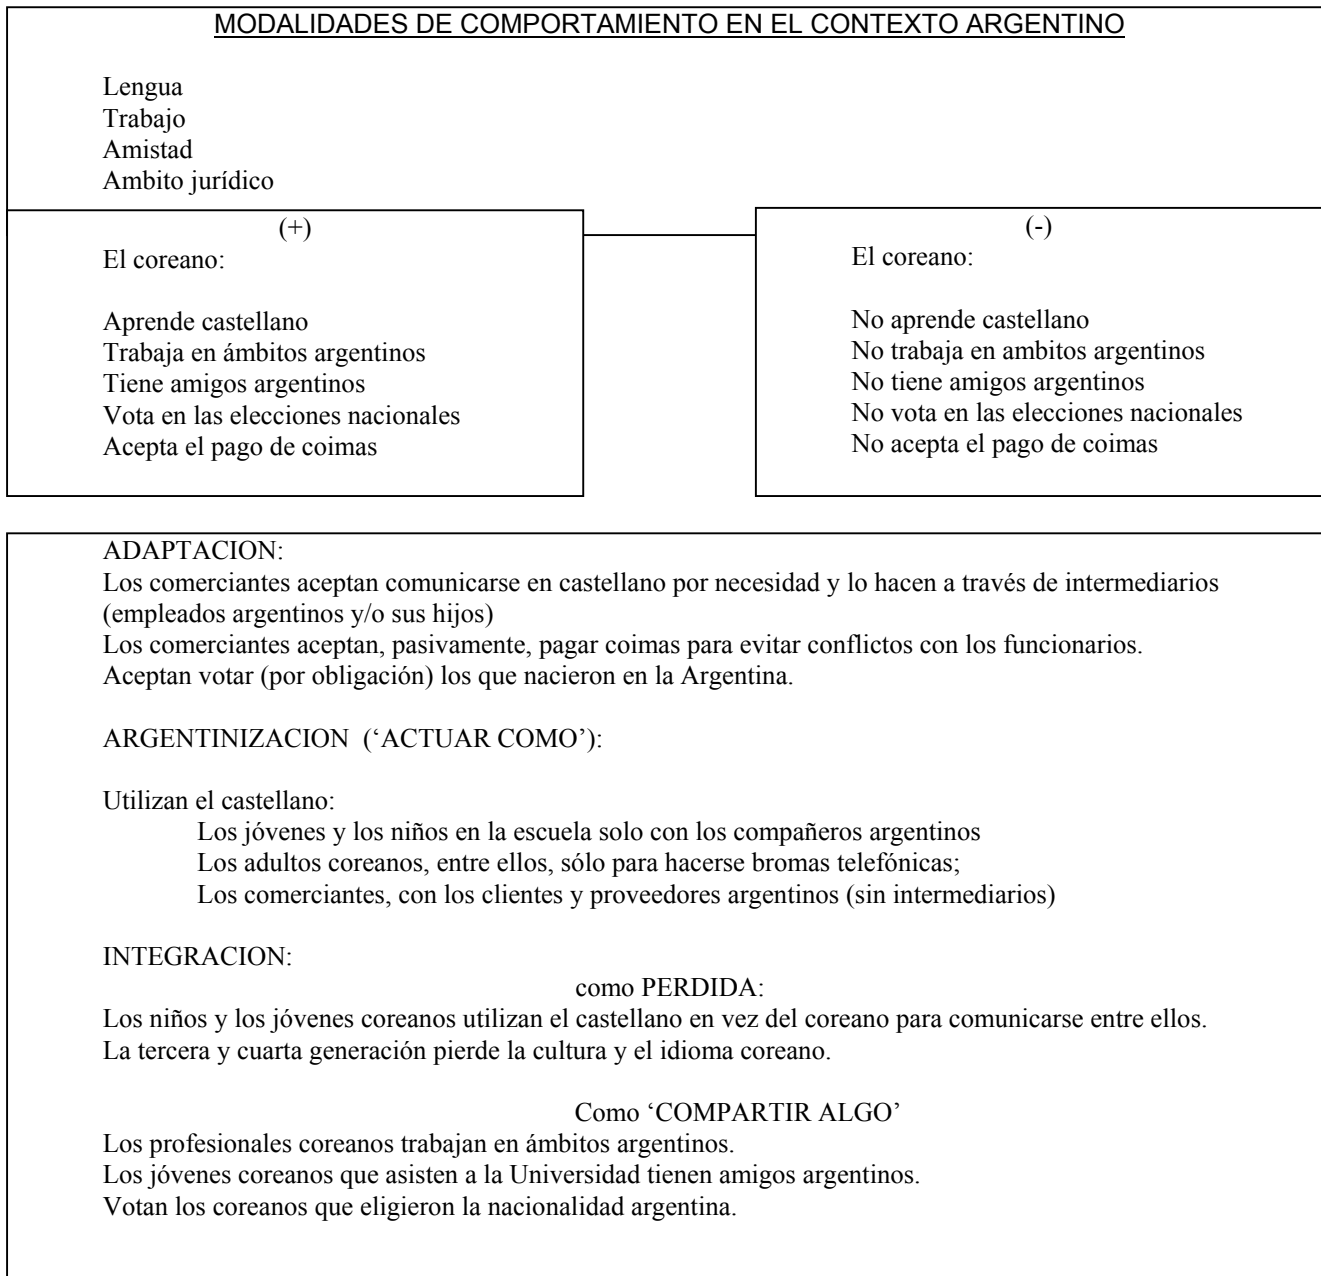 MODALIDADES DE COMPORTAMIENTO EN EL CONTEXTO ARGENTINO
Lengua
Trabajo
Amistad
Ambito jurídico
(+)
El coreano:
Aprende castellano
Trabaja en ámbitos argentinos
Tiene amigos argentinos
Vota en las elecciones nacionales
Acepta el pago de coimas
(-)
El coreano:
No aprende castellano
No trabaja en ambitos argentinos
No tiene amigos argentinos
No vota en las elecciones nacionales
No acepta el pago de coimas
ADAPTACION:
Los comerciantes aceptan comunicarse en castellano por necesidad y lo hacen a través de intermediarios
(empleados argentinos y/o sus hijos)
Los comerciantes aceptan, pasivamente, pagar coimas para evitar conflictos con los funcionarios.
Aceptan votar (por obligación) los que nacieron en la Argentina.
ARGENTINIZACION (‘ACTUAR COMO’):
Utilizan el castellano:
Los jóvenes y los niños en la escuela solo con los compañeros argentinos
Los adultos coreanos, entre ellos, sólo para hacerse bromas telefónicas;
Los comerciantes, con los clientes y proveedores argentinos (sin intermediarios)
INTEGRACION:
como PERDIDA:
Los niños y los jóvenes coreanos utilizan el castellano en vez del coreano para comunicarse entre ellos.
La tercera y cuarta generación pierde la cultura y el idioma coreano.
Como ‘COMPARTIR ALGO’
Los profesionales coreanos trabajan en ámbitos argentinos.
Los jóvenes coreanos que asisten a la Universidad tienen amigos argentinos.
Votan los coreanos que eligieron la nacionalidad argentina.